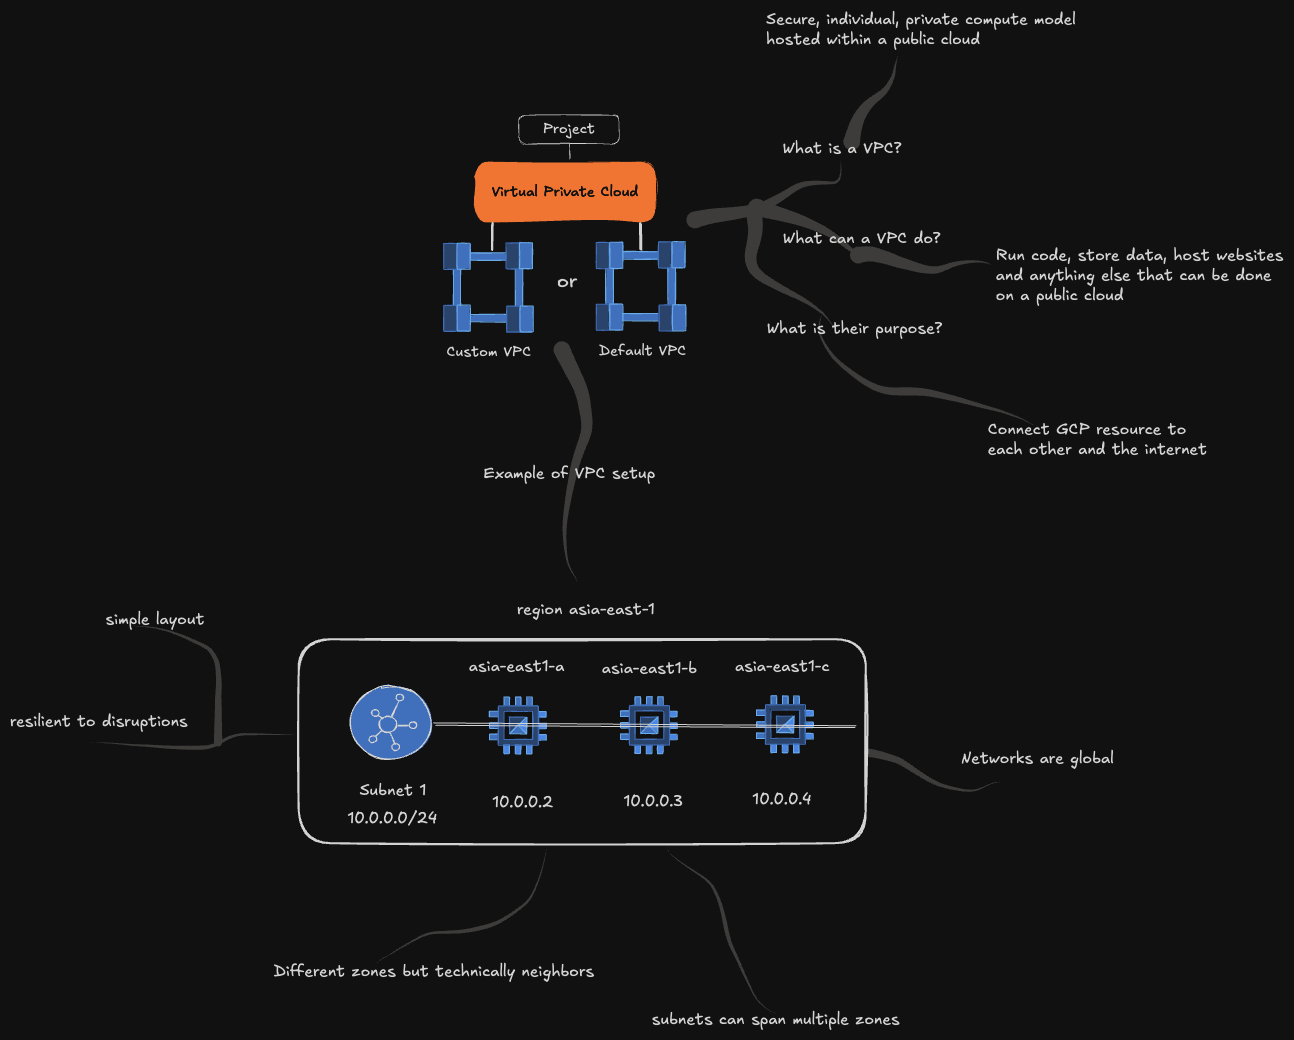 Secure, individual, private compute model
hosted within a public cloud
Project
What is a VPC?
Virtual Private Cloud
What can a VPC do?
Run code, store data, host websites
and anything else that can be done
on a public cloud
or
What is their purpose?
Custom VPC
Default VPC
Connect GCP resource to
each other and the internet
Example of VPC setup
region asia-east-1
simple layout
asia-east1-a
asia-east1-b
asia-east1-c
resilient to disruptions
Networks are global
Subnet 1
10.0.0.0/24
10.0.0.2
10.0.0.3
10.0.0.4
Different zones but technically neighbors
subnets can span multiple zones